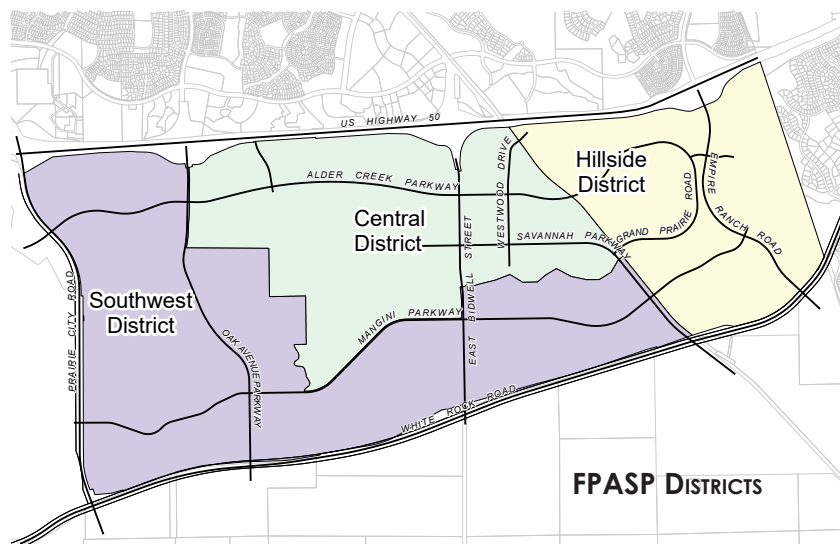 US HIGHWAY 50
ALDER CREEK PARKWAY
WESTWOOD DRIVE
Hillside
District
EMPIRE RANCH ROAD
Central
District
SAVANNAH PARKWAY
GRAND PRAIRIE ROAD
EAST BIDWELL STREET
Southwest
District
PRAIRIE CITY ROAD
OAK AVENUE PARKWAY
MANGINI PARKWAY
WHITE ROCK ROAD
FPASP DISTRICTS